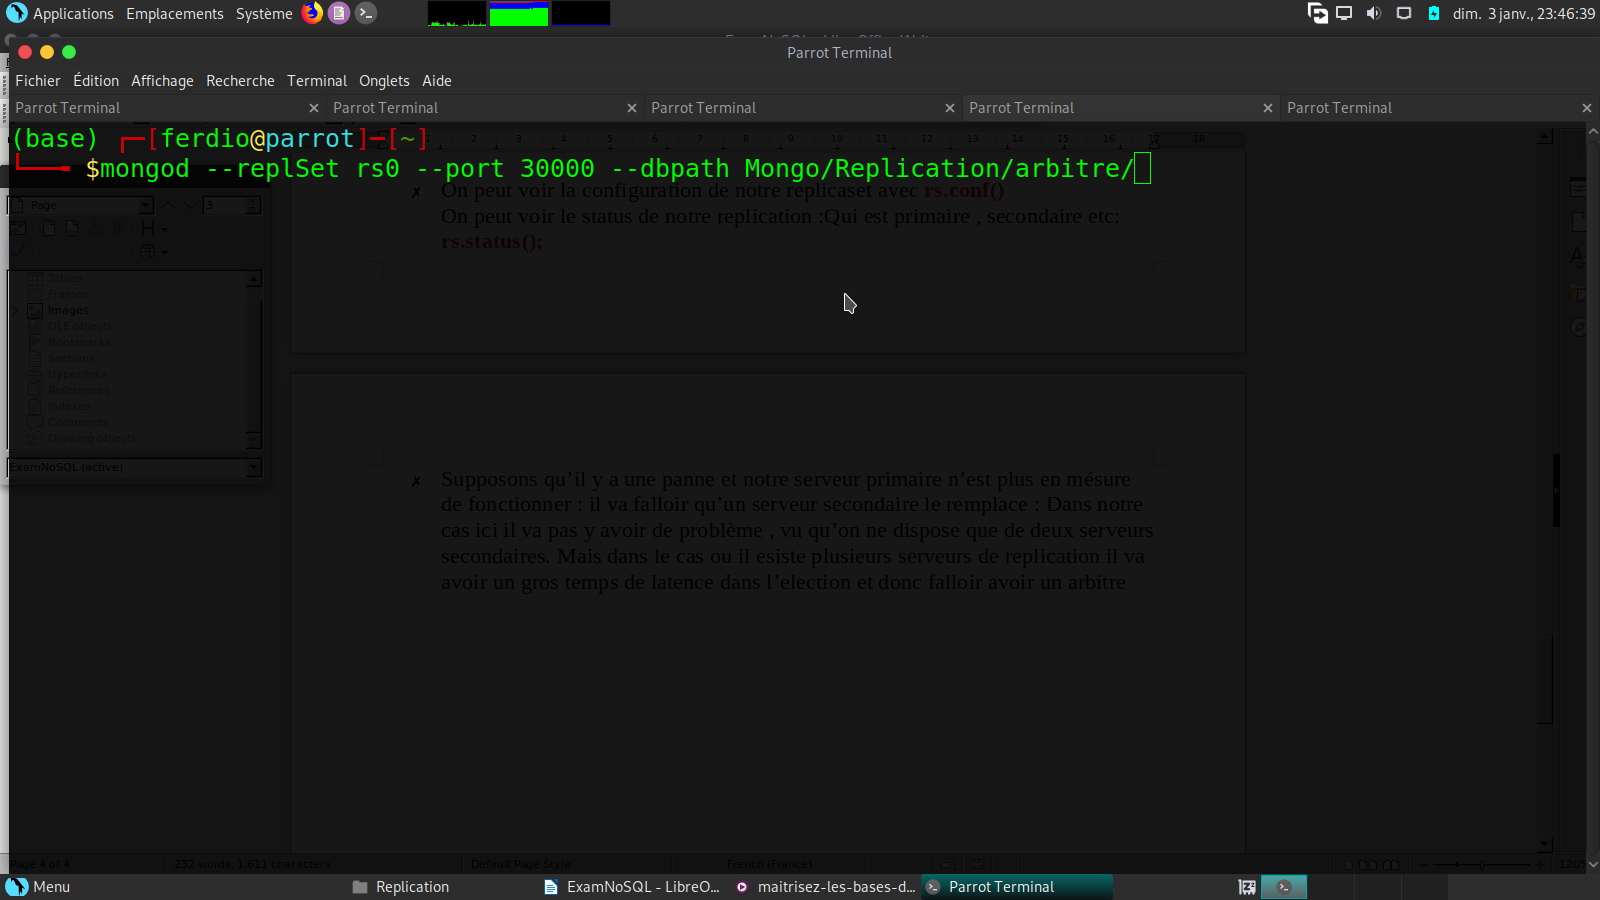 Applications Emplacements Système dim. 3 janv., 23:46:39
Parrot Terminal
Fichier Édition Affichage Recherche Terminal Onglets Aide
Parrot Terminal Parrot Terminal Parrot Terminal Parrot Terminal Parrot Terminal
(base) ┌─[ferdio@parrot]─[~]
└──╼ $mongod --replSet rs0 --port 30000 --dbpath Mongo/Replication/arbitre/
On peut voir la configuration de notre replicaset avec rs.conf()
Page 3
On peut voir le status de notre replication :Qui est primaire , secondaire etc:
rs.status();
Tables
Frames
Images
OLE objects
Bookmarks
Sections
Hyperlinks
References
Indexes
Comments
Drawing objects
ExamNoSQL (active)
✗ Supposons qu’il y a une panne et notre serveur primaire n’est plus en mésure
de fonctionner : il va falloir qu’un serveur secondaire le remplace : Dans notre
cas ici il va pas y avoir de problème , vu qu’on ne dispose que de deux serveurs
secondaires. Mais dans le cas ou il esiste plusieurs serveurs de replication il va
avoir un gros temps de latence dans l’election et donc falloir avoir un arbitre
Page 4 of 4 232 words, 1.611 characters Default Page Style French (France)
Menu Replication ExamNoSQL - LibreO... maitrisez-les-bases-d... Parrot Terminal